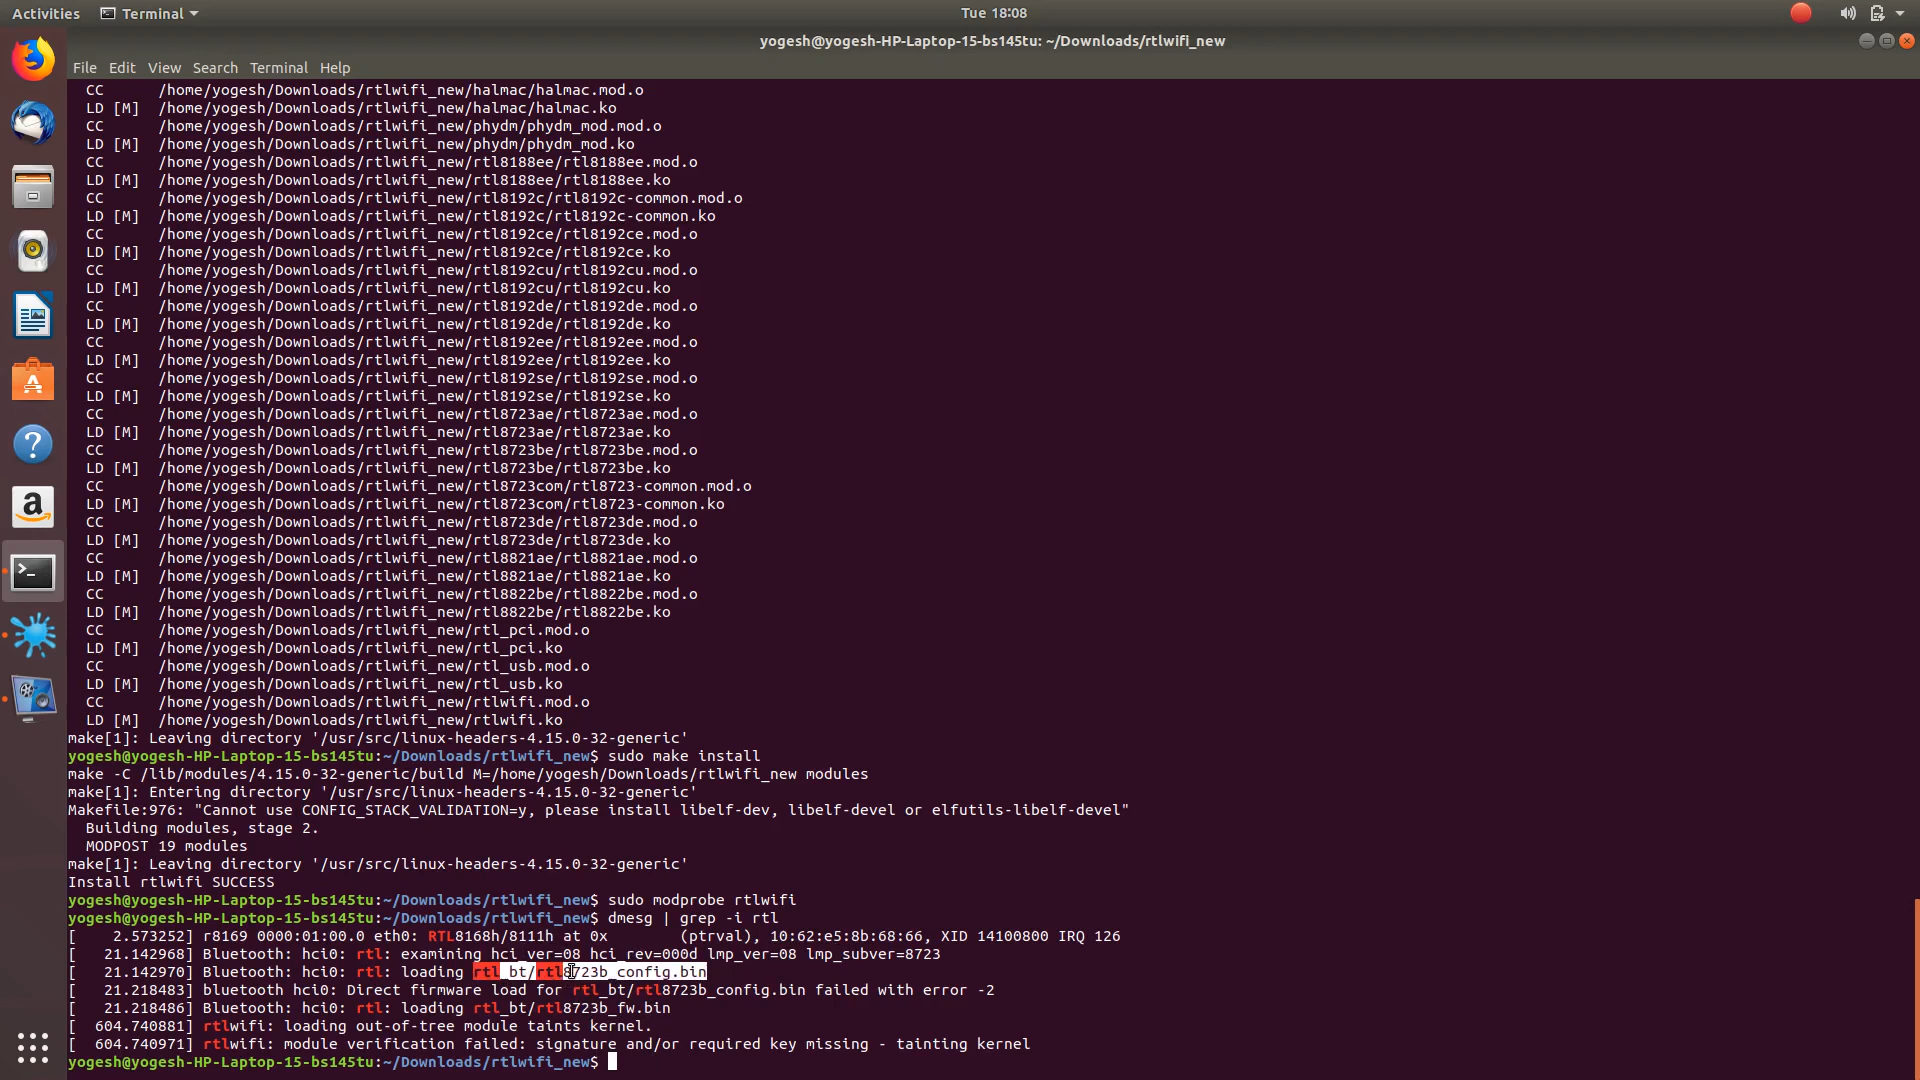 Activities Terminal Tue 18:08
yogesh@yogesh-HP-Laptop-15-bs145tu: ~/Downloads/rtlwifi_new
File Edit View Search Terminal Help
CC /home/yogesh/Downloads/rtlwifi_new/halmac/halmac.mod.o
LD [M] /home/yogesh/Downloads/rtlwifi_new/halmac/halmac.ko
CC /home/yogesh/Downloads/rtlwifi_new/phydm/phydm_mod.mod.o
LD [M] /home/yogesh/Downloads/rtlwifi_new/phydm/phydm_mod.ko
CC /home/yogesh/Downloads/rtlwifi_new/rtl8188ee/rtl8188ee.mod.o
LD [M] /home/yogesh/Downloads/rtlwifi_new/rtl8188ee/rtl8188ee.ko
CC /home/yogesh/Downloads/rtlwifi_new/rtl8192c/rtl8192c-common.mod.o
LD [M] /home/yogesh/Downloads/rtlwifi_new/rtl8192c/rtl8192c-common.ko
CC /home/yogesh/Downloads/rtlwifi_new/rtl8192ce/rtl8192ce.mod.o
LD [M] /home/yogesh/Downloads/rtlwifi_new/rtl8192ce/rtl8192ce.ko
CC /home/yogesh/Downloads/rtlwifi_new/rtl8192cu/rtl8192cu.mod.o
LD [M] /home/yogesh/Downloads/rtlwifi_new/rtl8192cu/rtl8192cu.ko
CC /home/yogesh/Downloads/rtlwifi_new/rtl8192de/rtl8192de.mod.o
LD [M] /home/yogesh/Downloads/rtlwifi_new/rtl8192de/rtl8192de.ko
CC /home/yogesh/Downloads/rtlwifi_new/rtl8192ee/rtl8192ee.mod.o
LD [M] /home/yogesh/Downloads/rtlwifi_new/rtl8192ee/rtl8192ee.ko
CC /home/yogesh/Downloads/rtlwifi_new/rtl8192se/rtl8192se.mod.o
LD [M] /home/yogesh/Downloads/rtlwifi_new/rtl8192se/rtl8192se.ko
CC /home/yogesh/Downloads/rtlwifi_new/rtl8723ae/rtl8723ae.mod.o
LD [M] /home/yogesh/Downloads/rtlwifi_new/rtl8723ae/rtl8723ae.ko
CC /home/yogesh/Downloads/rtlwifi_new/rtl8723be/rtl8723be.mod.o
LD [M] /home/yogesh/Downloads/rtlwifi_new/rtl8723be/rtl8723be.ko
CC /home/yogesh/Downloads/rtlwifi_new/rtl8723com/rtl8723-common.mod.o
LD [M] /home/yogesh/Downloads/rtlwifi_new/rtl8723com/rtl8723-common.ko
CC /home/yogesh/Downloads/rtlwifi_new/rtl8723de/rtl8723de.mod.o
LD [M] /home/yogesh/Downloads/rtlwifi_new/rtl8723de/rtl8723de.ko
CC /home/yogesh/Downloads/rtlwifi_new/rtl8821ae/rtl8821ae.mod.o
LD [M] /home/yogesh/Downloads/rtlwifi_new/rtl8821ae/rtl8821ae.ko
CC /home/yogesh/Downloads/rtlwifi_new/rtl8822be/rtl8822be.mod.o
LD [M] /home/yogesh/Downloads/rtlwifi_new/rtl8822be/rtl8822be.ko
CC /home/yogesh/Downloads/rtlwifi_new/rtl_pci.mod.o
LD [M] /home/yogesh/Downloads/rtlwifi_new/rtl_pci.ko
CC /home/yogesh/Downloads/rtlwifi_new/rtl_usb.mod.o
LD [M] /home/yogesh/Downloads/rtlwifi_new/rtl_usb.ko
CC /home/yogesh/Downloads/rtlwifi_new/rtlwifi.mod.o
LD [M] /home/yogesh/Downloads/rtlwifi_new/rtlwifi.ko
make[1]: Leaving directory '/usr/src/linux-headers-4.15.0-32-generic'
yogesh@yogesh-HP-Laptop-15-bs145tu:~/Downloads/rtlwifi_new$ sudo make install
make -C /lib/modules/4.15.0-32-generic/build M=/home/yogesh/Downloads/rtlwifi_new modules
make[1]: Entering directory '/usr/src/linux-headers-4.15.0-32-generic'
Makefile:976: "Cannot use CONFIG_STACK_VALIDATION=y, please install libelf-dev, libelf-devel or elfutils-libelf-devel"
Building modules, stage 2.
MODPOST 19 modules
make[1]: Leaving directory '/usr/src/linux-headers-4.15.0-32-generic'
Install rtlwifi SUCCESS
yogesh@yogesh-HP-Laptop-15-bs145tu:~/Downloads/rtlwifi_new$ sudo modprobe rtlwifi
yogesh@yogesh-HP-Laptop-15-bs145tu:~/Downloads/rtlwifi_new$ dmesg | grep -i rtl
[ 2.573252] r8169 0000:01:00.0 eth0: RTL8168h/8111h at 0x (ptrval), 10:62:e5:8b:68:66, XID 14100800 IRQ 126
[ 21.142968] Bluetooth: hci0: rtl: examining hci_ver=08 hci_rev=000d lmp_ver=08 lmp_subver=8723
[ 21.142970] Bluetooth: hci0: rtl: loading rtl_bt/rtl8723b_config.bin
[ 21.218483] bluetooth hci0: Direct firmware load for rtl_bt/rtl8723b_config.bin failed with error -2
[ 21.218486] Bluetooth: hci0: rtl: loading rtl_bt/rtl8723b_fw.bin
[ 604.740881] rtlwifi: loading out-of-tree module taints kernel.
[ 604.740971] rtlwifi: module verification failed: signature and/or required key missing - tainting kernel
yogesh@yogesh-HP-Laptop-15-bs145tu:~/Downloads/rtlwifi_new$